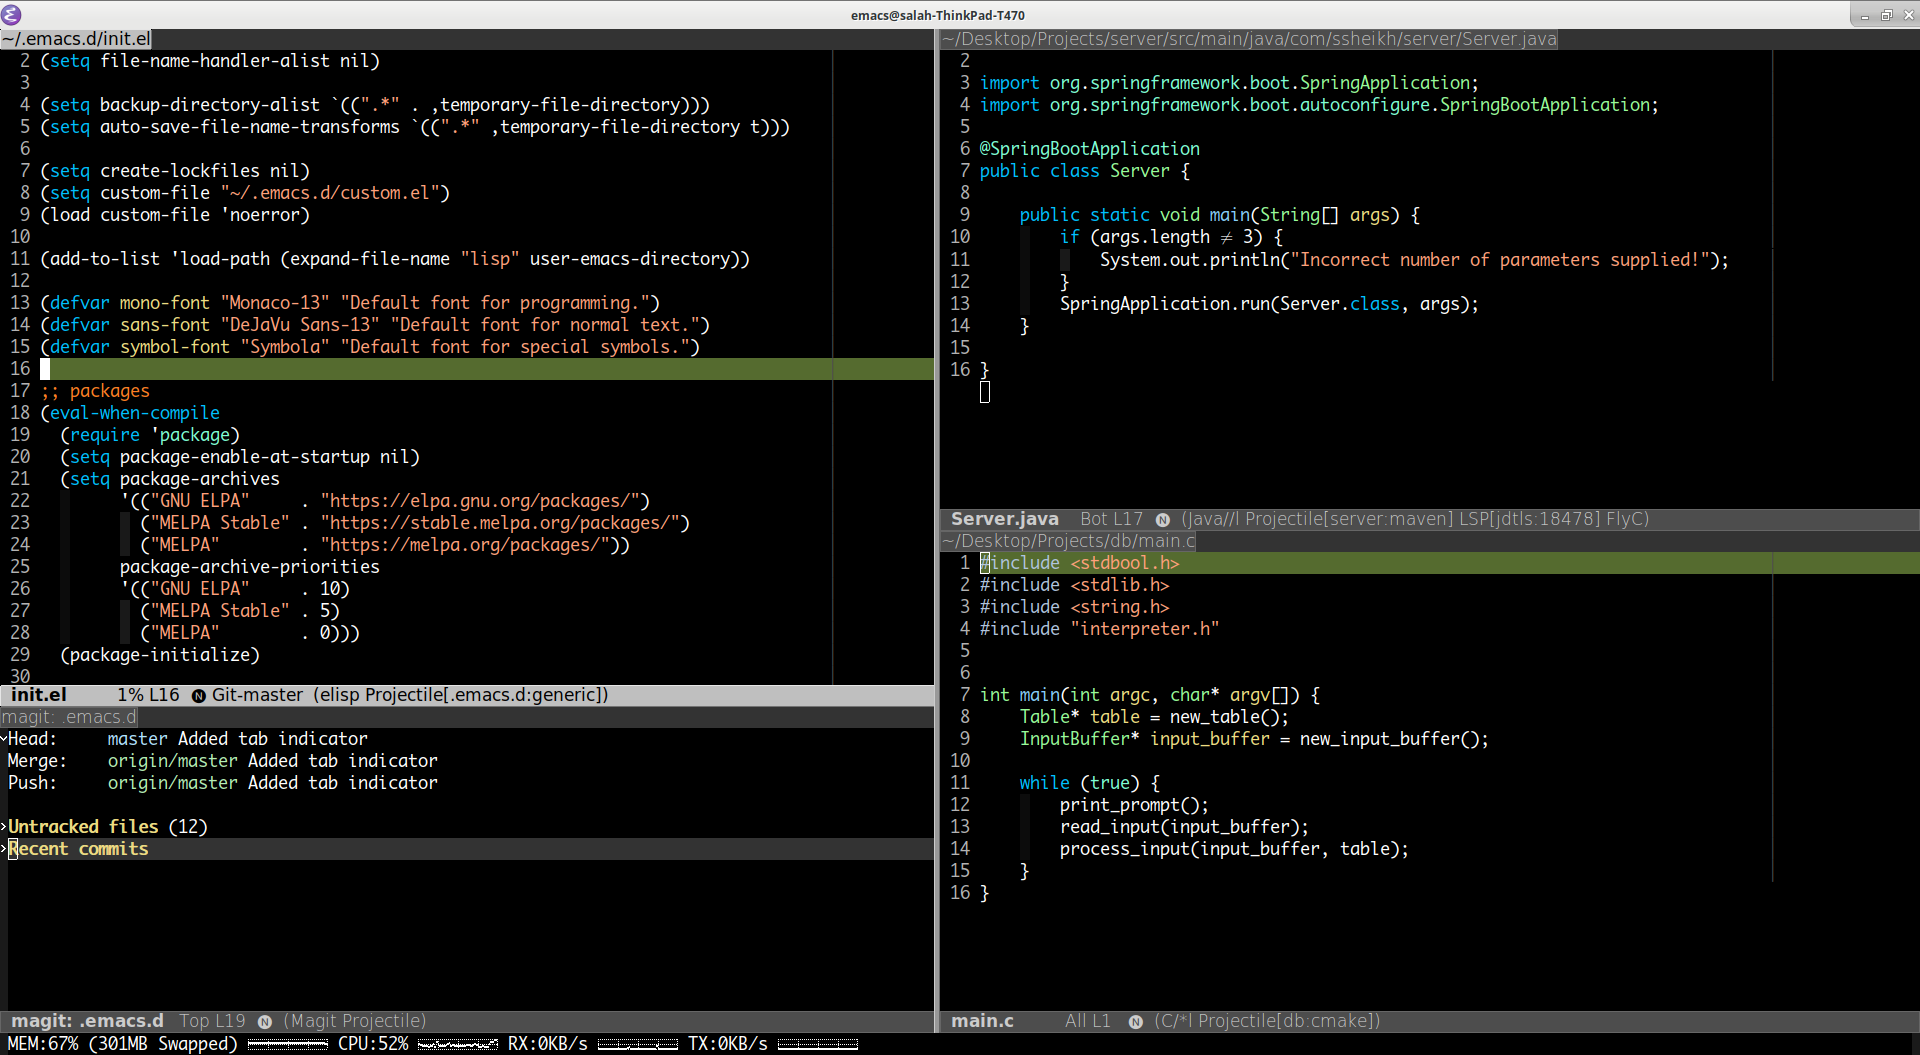 emacs@salah-ThinkPad-T470
~/.emacs.d/init.el
2 (setq file-name-handler-alist nil)
3
4 (setq backup-directory-alist `((".*" . ,temporary-file-directory)))
5 (setq auto-save-file-name-transforms `((".*" ,temporary-file-directory t)))
6
7 (setq create-lockfiles nil)
8 (setq custom-file "~/.emacs.d/custom.el")
9 (load custom-file 'noerror)
10
11 (add-to-list 'load-path (expand-file-name "lisp" user-emacs-directory))
12
13 (defvar mono-font "Monaco-13" "Default font for programming.")
14 (defvar sans-font "DeJaVu Sans-13" "Default font for normal text.")
15 (defvar symbol-font "Symbola" "Default font for special symbols.")
16
17 ;; packages
18 (eval-when-compile
19   (require 'package)
20   (setq package-enable-at-startup nil)
21   (setq package-archives
22         '(("GNU ELPA"     . "https://elpa.gnu.org/packages/")
23           ("MELPA Stable" . "https://stable.melpa.org/packages/")
24           ("MELPA"        . "https://melpa.org/packages/"))
25         package-archive-priorities
26         '(("GNU ELPA"     . 10)
27           ("MELPA Stable" . 5)
28           ("MELPA"        . 0)))
29   (package-initialize)
30
init.el     1% L16 N Git-master  (elisp Projectile[.emacs.d:generic])
magit: .emacs.d
Head:     master Added tab indicator
Merge:    origin/master Added tab indicator
Push:     origin/master Added tab indicator
Untracked files (12)
Recent commits
magit: .emacs.d  Top L19 N (Magit Projectile)
~/Desktop/Projects/server/src/main/java/com/ssheikh/server/Server.java
2
3 import org.springframework.boot.SpringApplication;
4 import org.springframework.boot.autoconfigure.SpringBootApplication;
5
6 @SpringBootApplication
7 public class Server {
8
9     public static void main(String[] args) {
10         if (args.length ≠ 3) {
11             System.out.println("Incorrect number of parameters supplied!");
12         }
13         SpringApplication.run(Server.class, args);
14     }
15
16 }
Server.java  Bot L17 N (Java//l Projectile[server:maven] LSP[jdtls:18478] FlyC)
~/Desktop/Projects/db/main.c
1 #include <stdbool.h>
2 #include <stdlib.h>
3 #include <string.h>
4 #include "interpreter.h"
5
6
7 int main(int argc, char* argv[]) {
8     Table* table = new_table();
9     InputBuffer* input_buffer = new_input_buffer();
10
11     while (true) {
12         print_prompt();
13         read_input(input_buffer);
14         process_input(input_buffer, table);
15     }
16 }
main.c     All L1 N (C/*l Projectile[db:cmake])
MEM:67% (301MB Swapped) CPU:52% RX:0KB/s TX:0KB/s